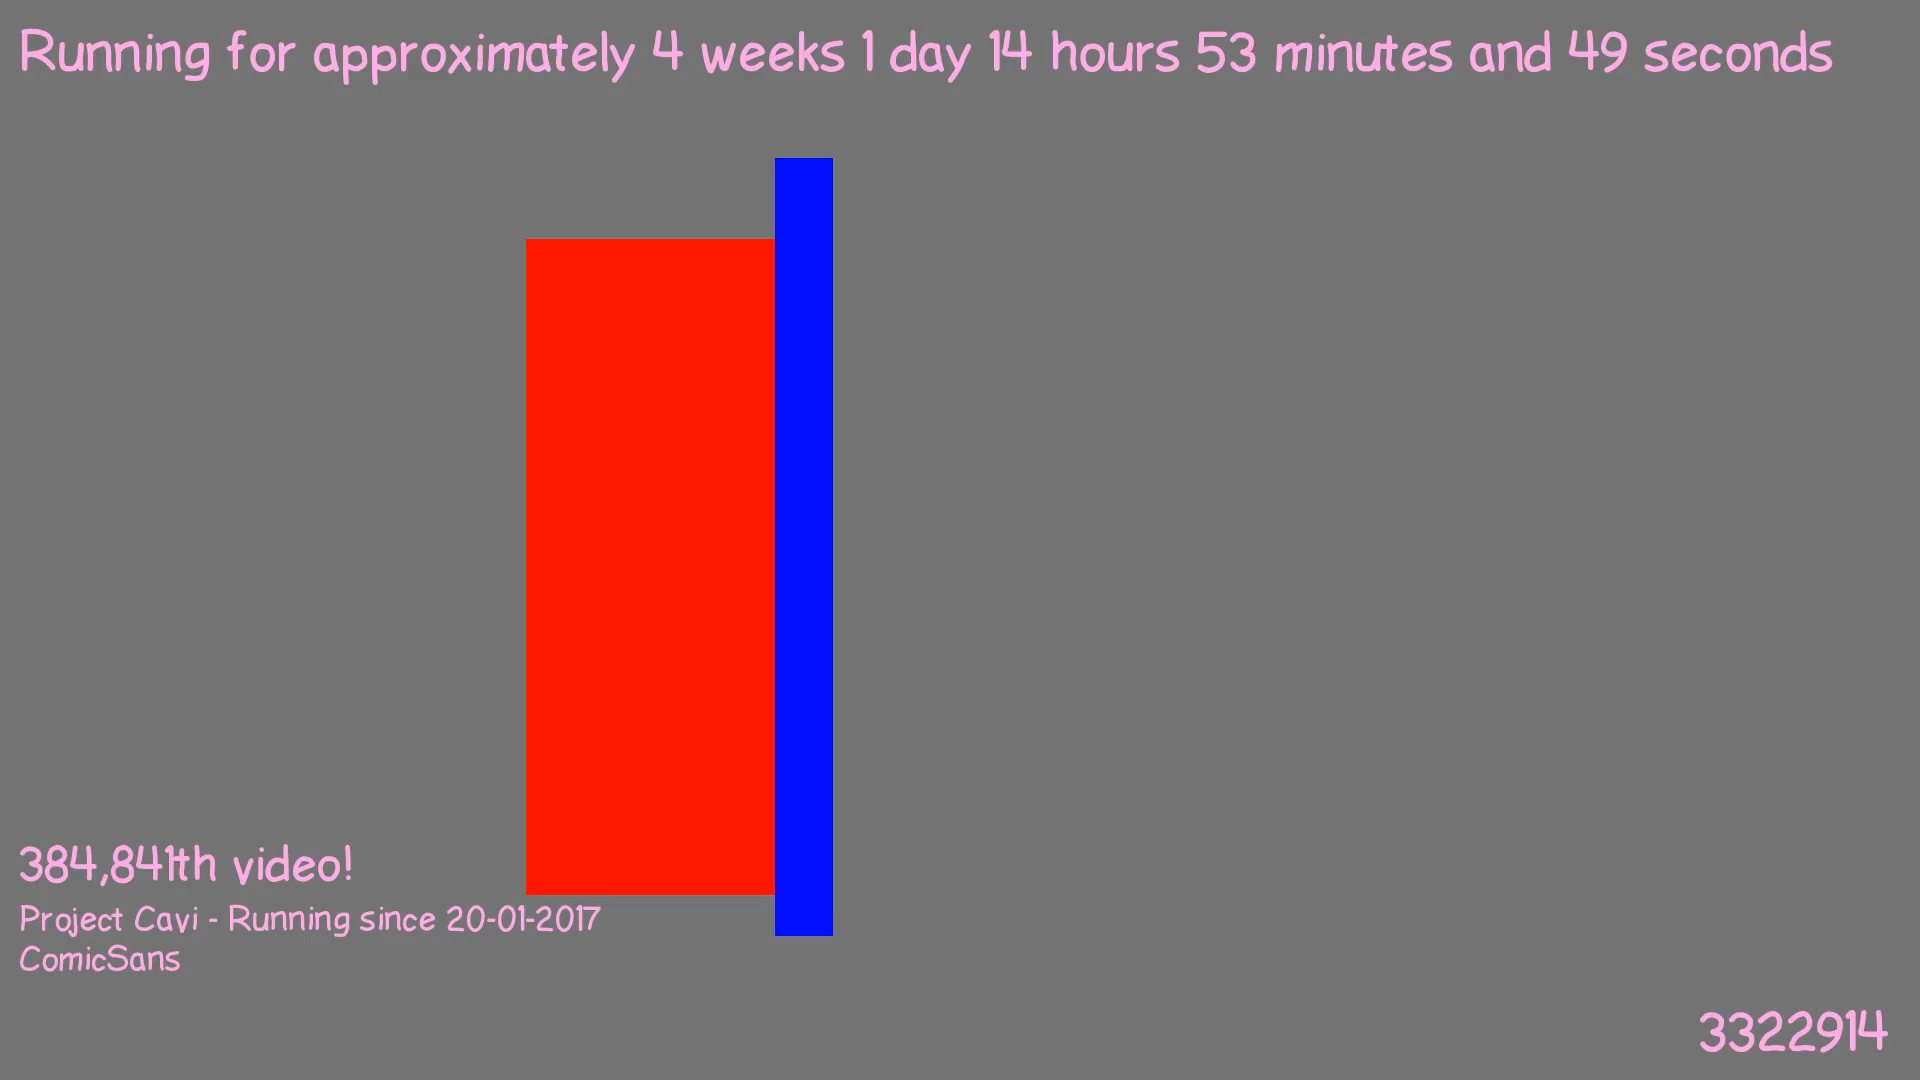 Running for approximately 4 weeks 1 day 14 hours 53 minutes and 49 seconds
384,841th video!
Project Cavi - Running since 20-01-2017
ComicSans
3322914